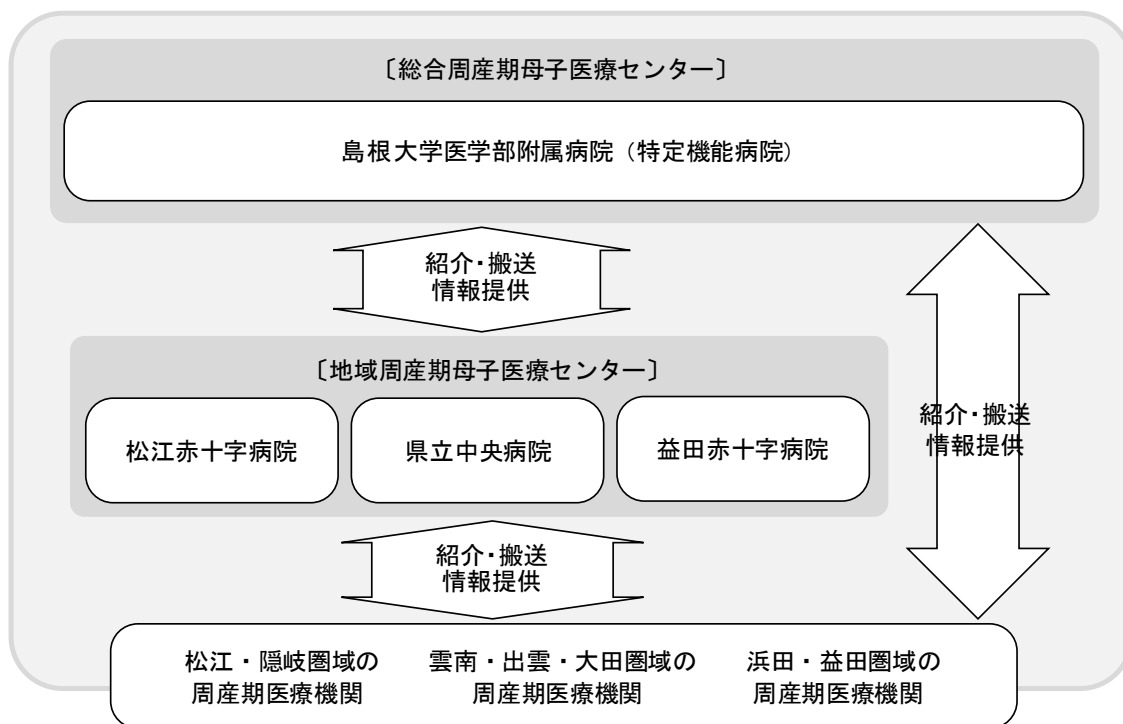 〔総合周産期母子医療センター〕
島根大学医学部附属病院（特定機能病院）
紹介・搬送
情報提供
〔地域周産期母子医療センター〕
松江赤十字病院
県立中央病院
益田赤十字病院
紹介・搬送
情報提供
紹介・搬送
情報提供
松江・隠岐圏域の
周産期医療機関
雲南・出雲・大田圏域の
周産期医療機関
浜田・益田圏域の
周産期医療機関